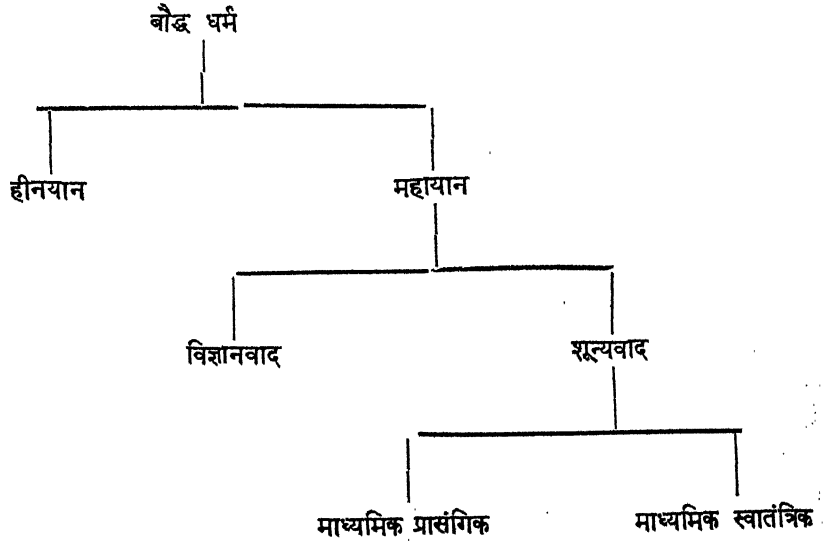 बौद्ध धर्म
हीनयान महायान
विज्ञानवाद शून्यवाद
माध्यमिक प्रासंगिक माध्यमिक स्वातंत्रिक